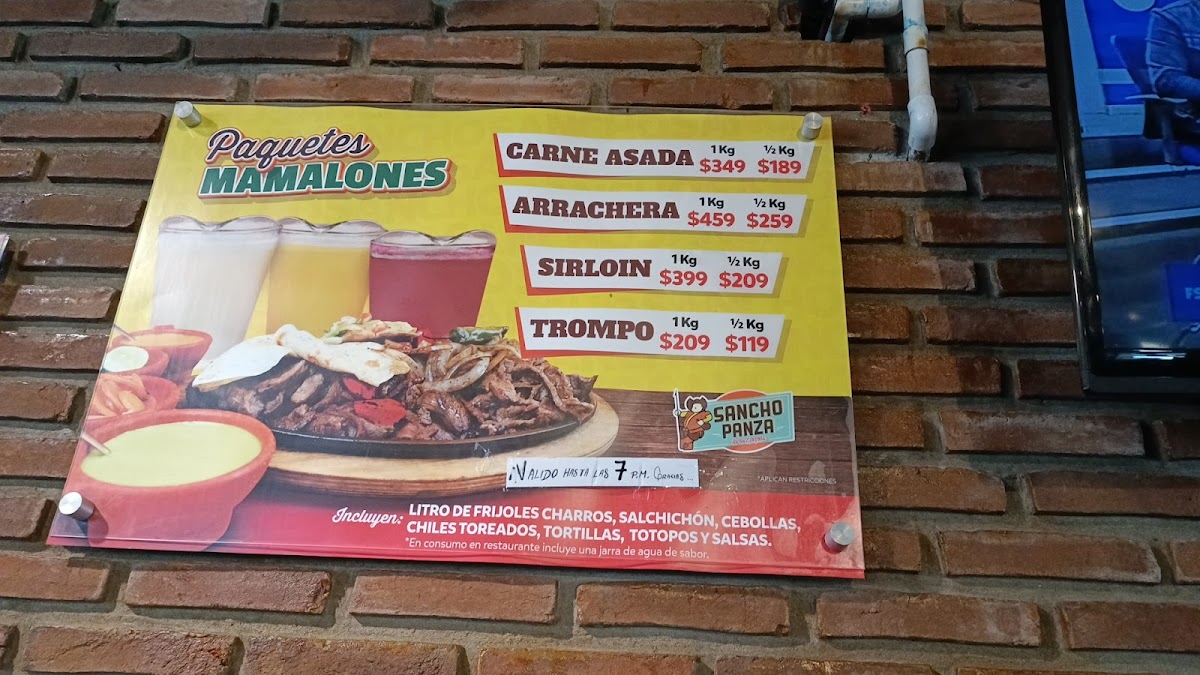 Paquetes
MAMALONES
CARNE ASADA 1 Kg $349 ½ Kg $189
ARRACHERA 1 Kg $459 ½ Kg $259
SIRLOIN 1 Kg $399 ½ Kg $209
TROMPO 1 Kg $209 ½ Kg $119
SANCHO
PANZA
¡VALIDO HASTA LAS 7 P.M. GRACIAS...
*APLICAN RESTRICCIONES
Incluyen: LITRO DE FRIJOLES CHARROS, SALCHICHÓN, CEBOLLAS,
CHILES TOREADOS, TORTILLAS, TOTOPOS Y SALSAS.
*En consumo en restaurante incluye una jarra de agua de sabor.